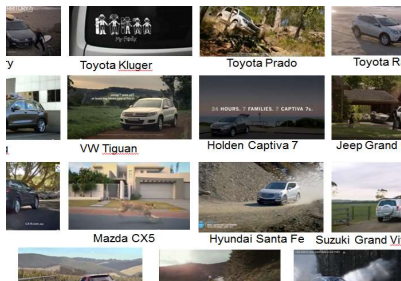 My Family
ry
Toyota Kluger
Toyota Prado
Toyota R
24 HOURS. 7 FAMILIES. 7 CAPTIVA 7s.
VW Tiguan
Holden Captiva 7
Jeep Grand
Mazda CX5
Hyundai Santa Fe
Suzuki Grand Vi